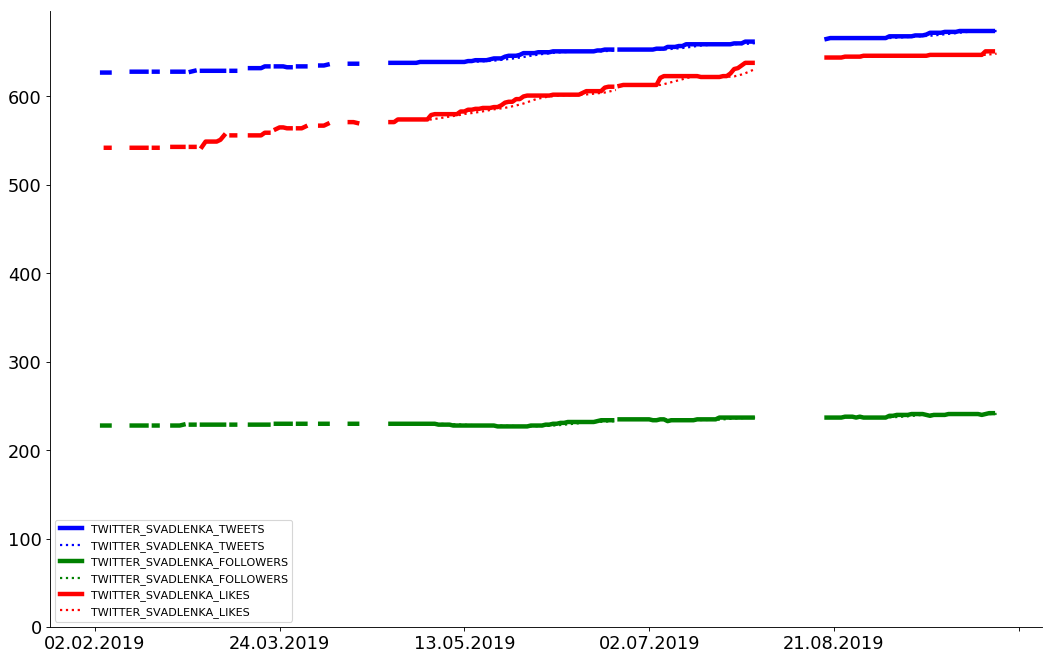 600
500
400
300
200
100
0
02.02.2019 24.03.2019 13.05.2019 02.07.2019 21.08.2019
TWITTER_SVADLENKA_TWEETS
TWITTER_SVADLENKA_TWEETS
TWITTER_SVADLENKA_FOLLOWERS
TWITTER_SVADLENKA_FOLLOWERS
TWITTER_SVADLENKA_LIKES
TWITTER_SVADLENKA_LIKES